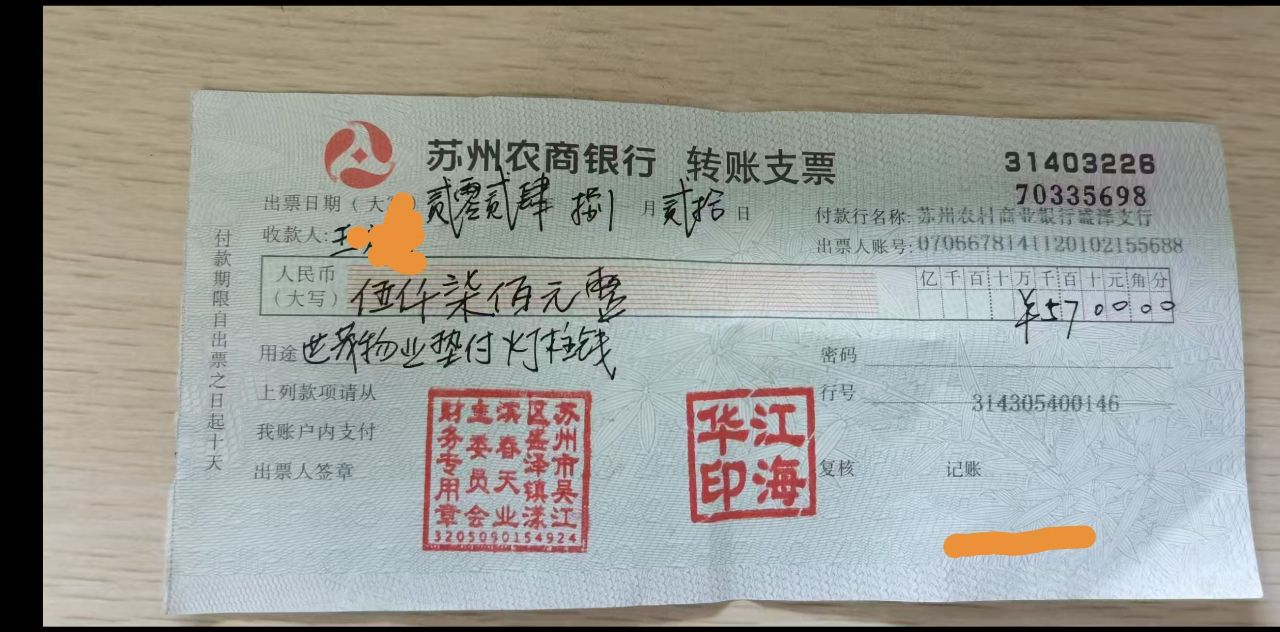 苏州农商银行 转账支票
31403226
70335698
出票日期(大写) 贰零贰肆 捌 月 贰拾 日
付款行名称: 苏州农村商业银行盛泽支行
收款人: 王
出票人账号: 0706678141120102155688
人民币
(大写)
伍仟柒佰元整
亿千百十万千百十元角分
¥570000
用途 世茅物业垫付灯柱钱
密码
上列款项请从
行号 314305400146
我账户内支付
出票人签章
复核
记账
付款期限自出票之日起十天
苏州市吴江
区盛泽镇漾
滨春天业
主委员会
财务专用章
3205090154924
江海
华印